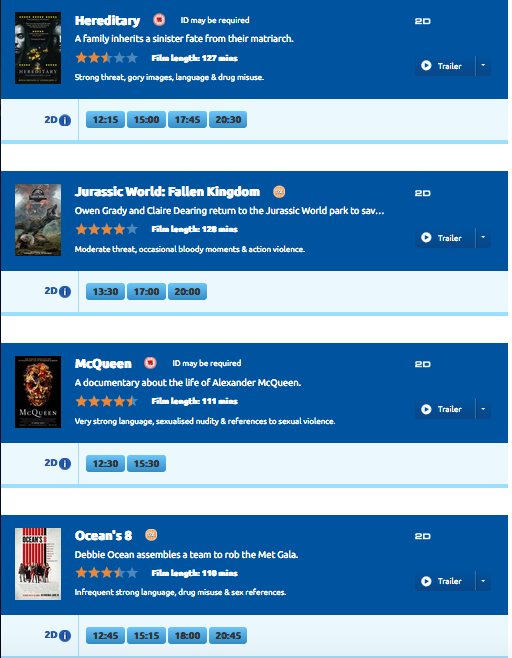 Hereditary ID may be required 2D
A family inherits a sinister fate from their matriarch.
Film length: 127 mins
Trailer
Strong threat, gory images, language & drug misuse.
HEREDITARY
2D i 12:15 15:00 17:45 20:30
Jurassic World: Fallen Kingdom 2D
Owen Grady and Claire Dearing return to the Jurassic World park to sav...
Film length: 128 mins
Trailer
Moderate threat, occasional bloody moments & action violence.
2D i 13:30 17:00 20:00
McQueen ID may be required 2D
A documentary about the life of Alexander McQueen.
Film length: 111 mins
Trailer
McQUEEN
Very strong language, sexualised nudity & references to sexual violence.
2D i 12:30 15:30
Ocean's 8 2D
OCEAN'S 8
Debbie Ocean assembles a team to rob the Met Gala.
Film length: 110 mins
Trailer
Infrequent strong language, drug misuse & sex references.
2D i 12:45 15:15 18:00 20:45